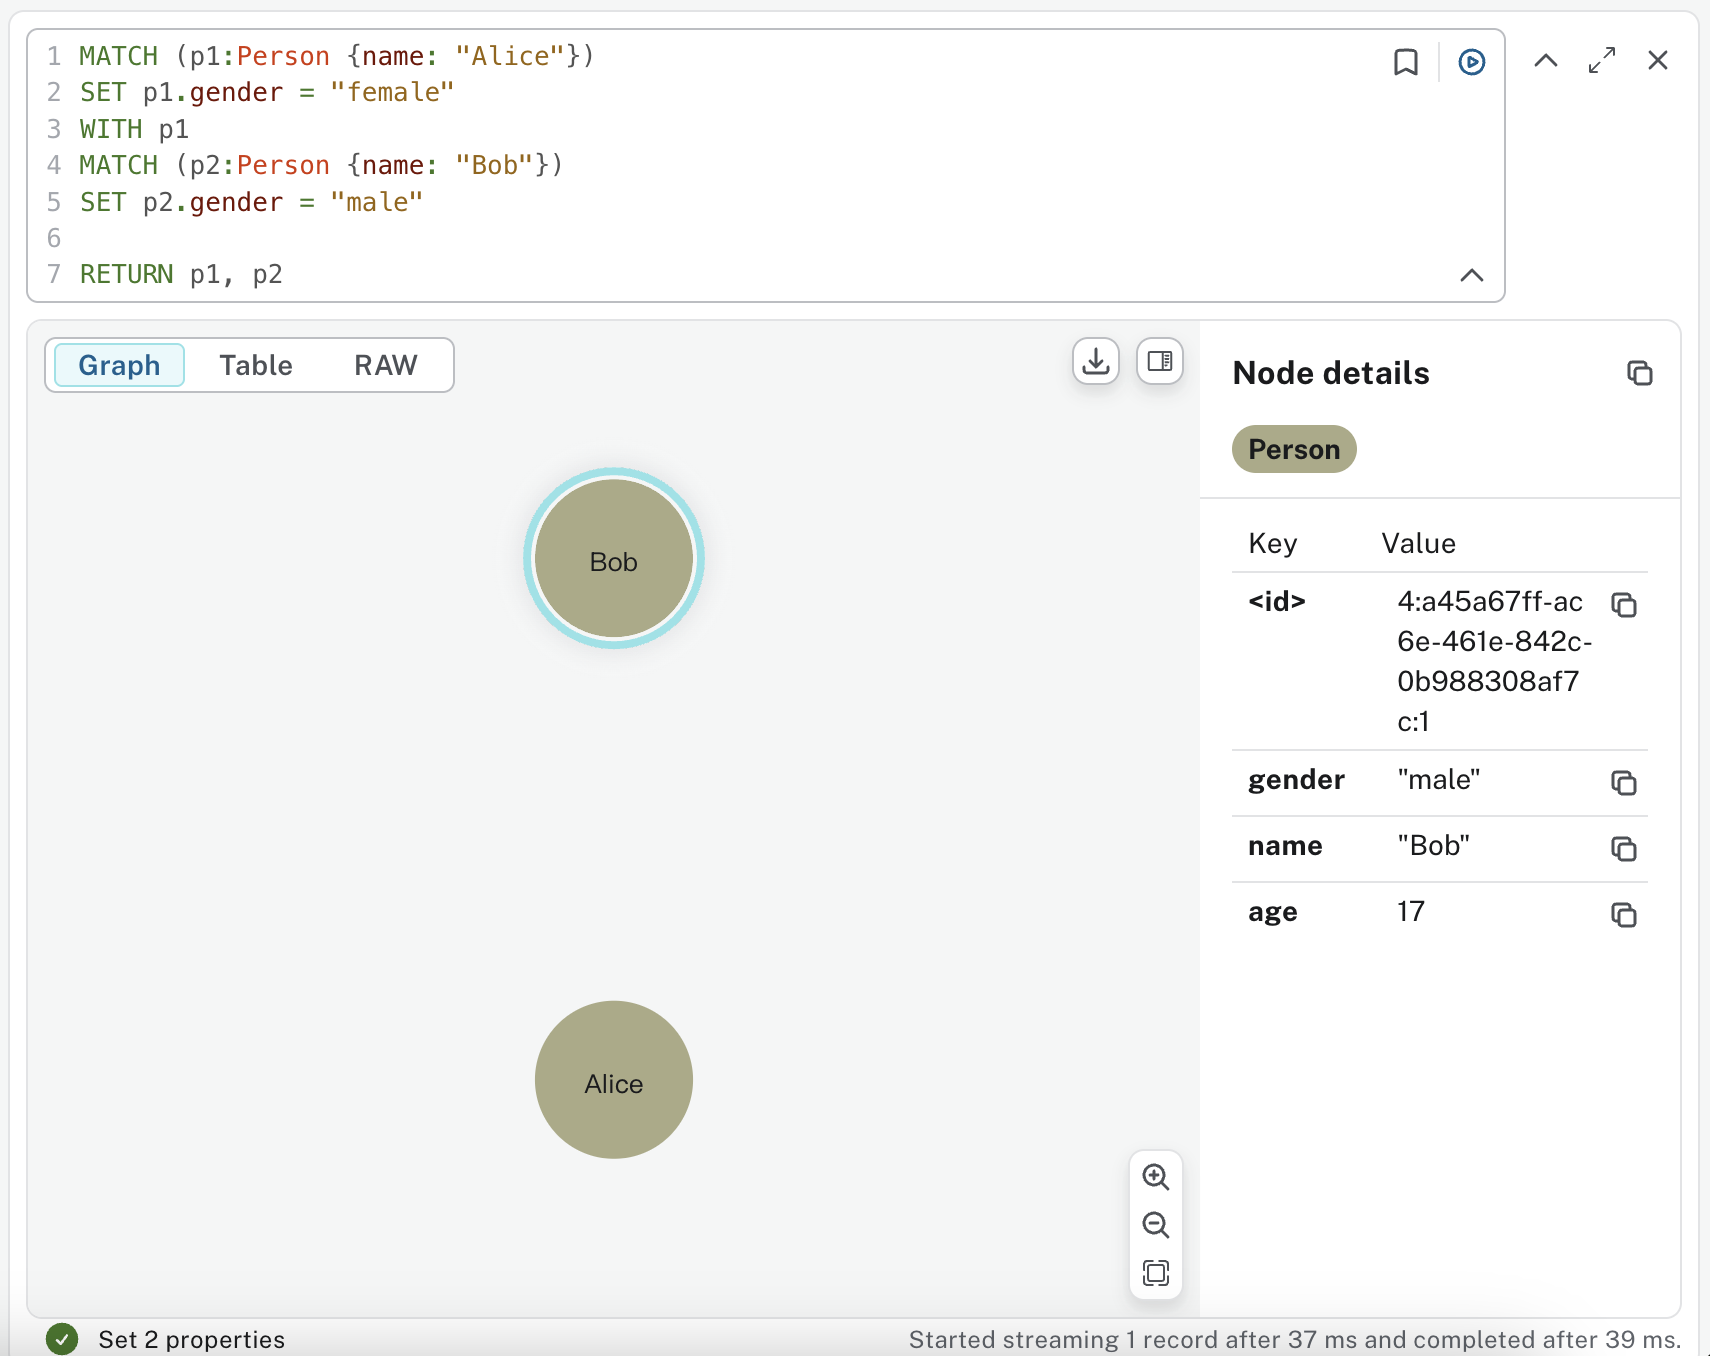 1 MATCH (p1:Person {name: "Alice"})
2 SET p1.gender = "female"
3 WITH p1
4 MATCH (p2:Person {name: "Bob"})
5 SET p2.gender = "male"
6
7 RETURN p1, p2
Graph Table RAW
Bob
Alice
Node details
Person
Key Value
<id> 4:a45a67ff-ac
6e-461e-842c-
0b988308af7
c:1
gender "male"
name "Bob"
age 17
Set 2 properties
Started streaming 1 record after 37 ms and completed after 39 ms.